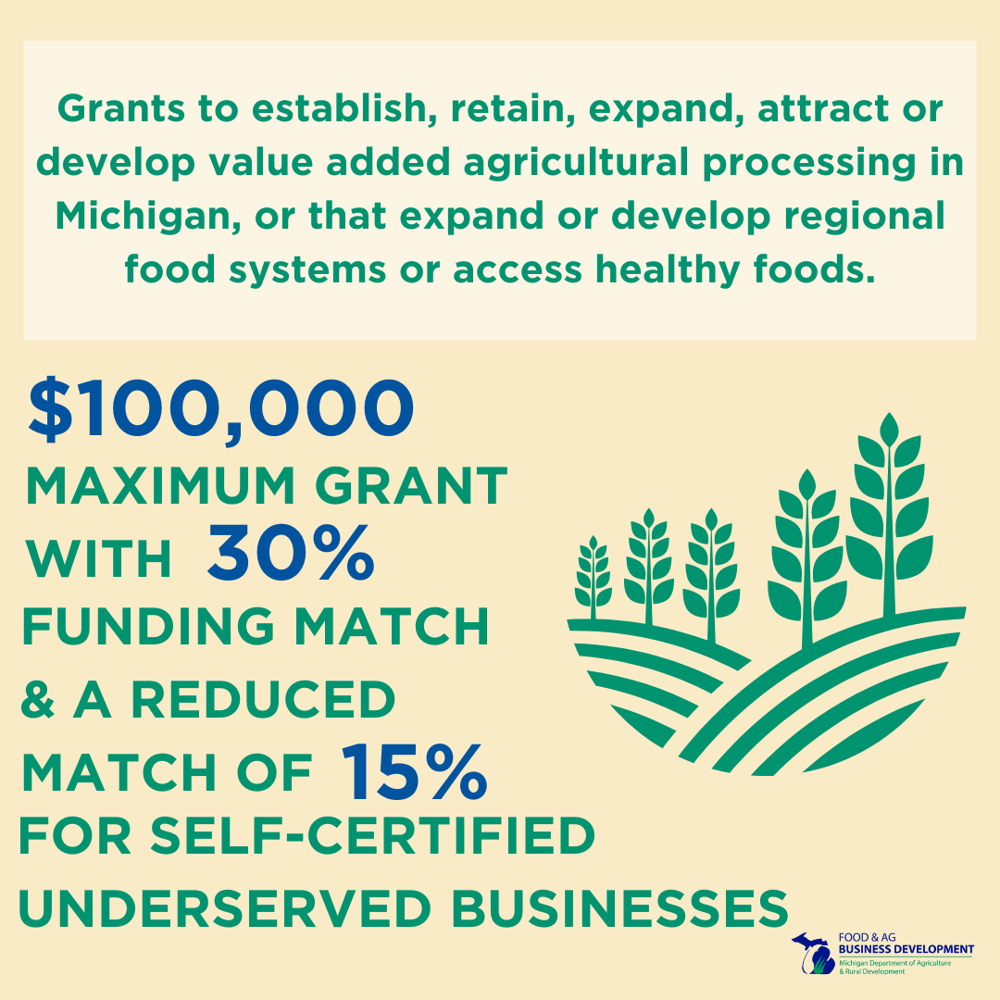 Grants to establish, retain, expand, attract or
develop value added agricultural processing in
Michigan, or that expand or develop regional
food systems or access healthy foods.
$100,000
MAXIMUM GRANT
WITH 30%
FUNDING MATCH
& A REDUCED
MATCH OF 15%
FOR SELF-CERTIFIED
UNDERSERVED BUSINESSES
FOOD & AG
BUSINESS DEVELOPMENT
Michigan Department of Agriculture
& Rural Development